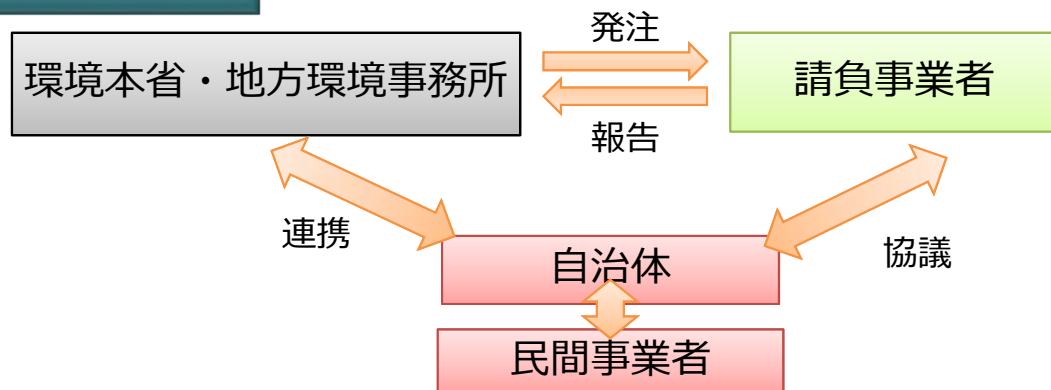 発注
環境本省・地方環境事務所
請負事業者
報告
連携
協議
自治体
民間事業者